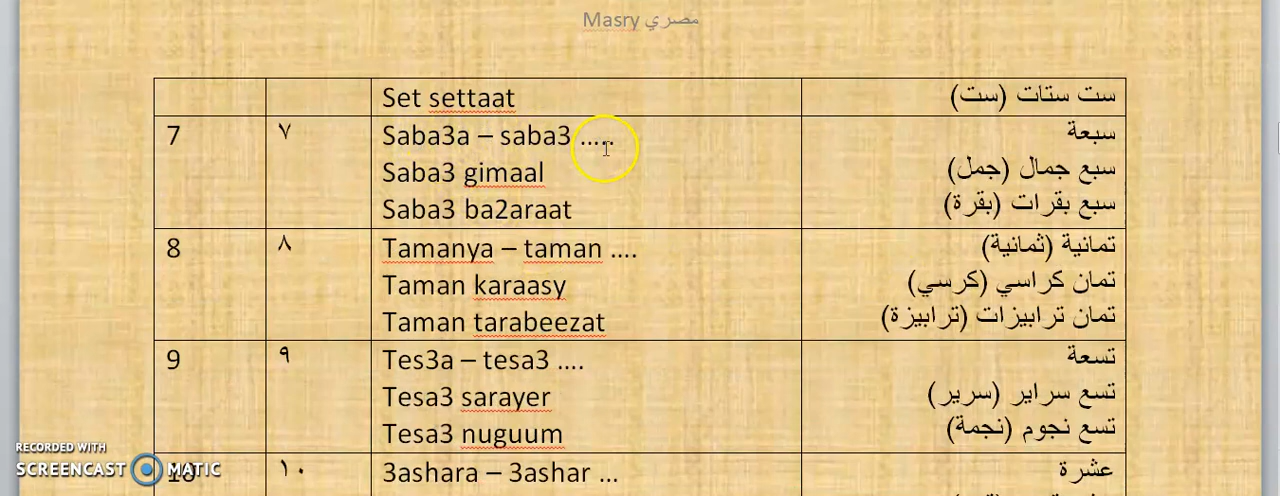 Masry مصري
Set settaat
ست ستات (ست)
7
٧
Saba3a – saba3 .....
Saba3 gimaal
Saba3 ba2araat
سبعة
سبع جمال (جمل)
سبع بقرات (بقرة)
8
٨
Tamanya – taman ....
Taman karaasy
Taman tarabeezat
تمانية (ثمانية)
تمان كراسي (كرسي)
تمان ترابيزات (ترابيزة)
9
٩
Tes3a – tesa3 ....
Tesa3 sarayer
Tesa3 nuguum
تسعة
تسع سراير (سرير)
تسع نجوم (نجمة)
10
١٠
3ashara – 3ashar ...
عشرة
RECORDED WITH
SCREENCAST MATIC